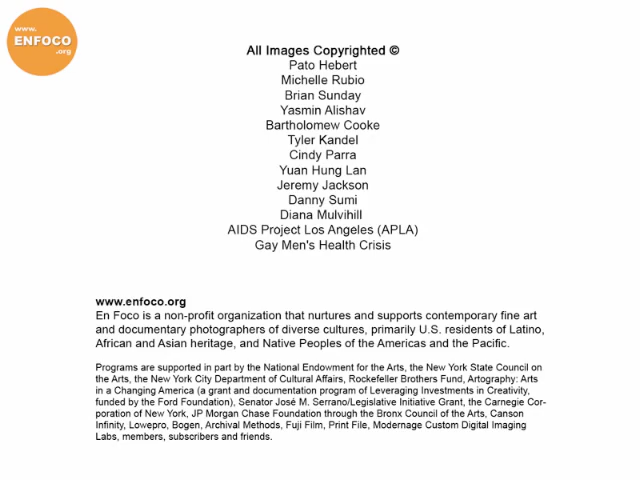 www.
ENFOCO
.org
All Images Copyrighted ©
Pato Hebert
Michelle Rubio
Brian Sunday
Yasmin Alishav
Bartholomew Cooke
Tyler Kandel
Cindy Parra
Yuan Hung Lan
Jeremy Jackson
Danny Sumi
Diana Mulvihill
AIDS Project Los Angeles (APLA)
Gay Men's Health Crisis
www.enfoco.org
En Foco is a non-profit organization that nurtures and supports contemporary fine art
and documentary photographers of diverse cultures, primarily U.S. residents of Latino,
African and Asian heritage, and Native Peoples of the Americas and the Pacific.
Programs are supported in part by the National Endowment for the Arts, the New York State Council on
the Arts, the New York City Department of Cultural Affairs, Rockefeller Brothers Fund, Artography: Arts
in a Changing America (a grant and documentation program of Leveraging Investments in Creativity,
funded by the Ford Foundation), Senator José M. Serrano/Legislative Initiative Grant, the Carnegie Cor-
poration of New York, JP Morgan Chase Foundation through the Bronx Council of the Arts, Canson
Infinity, Lowepro, Bogen, Archival Methods, Fuji Film, Print File, Modernage Custom Digital Imaging
Labs, members, subscribers and friends.